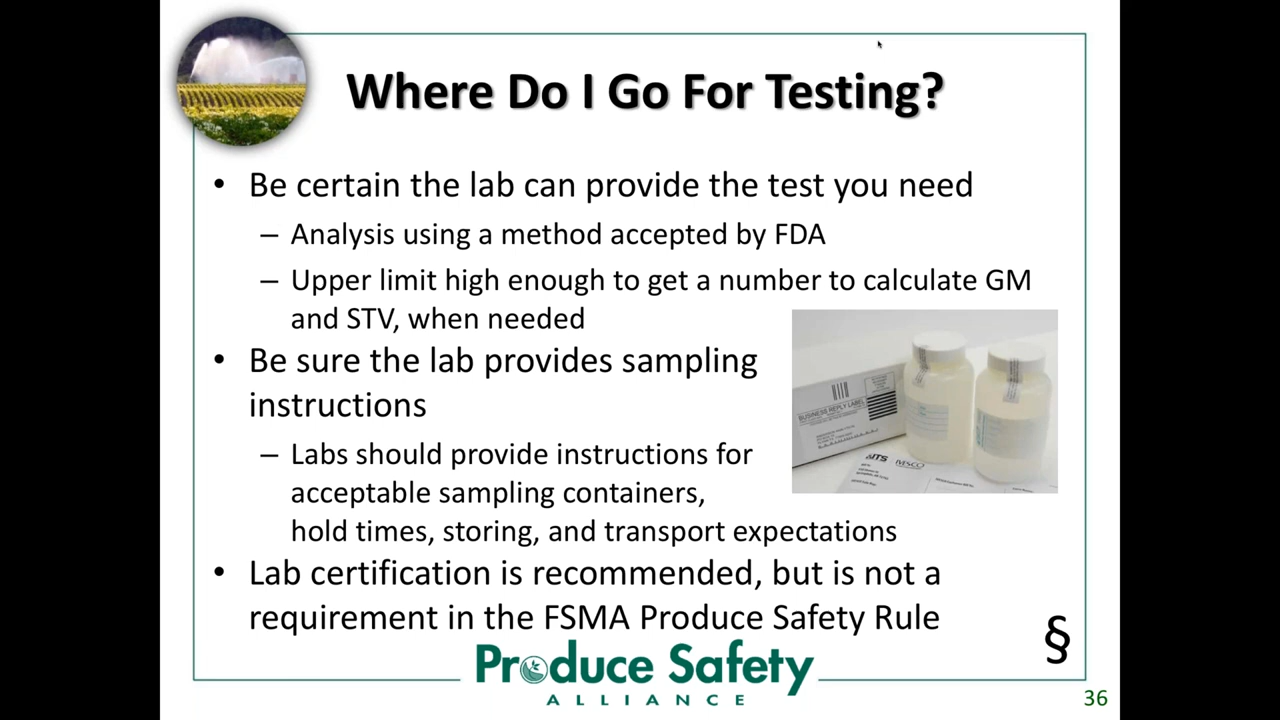 Where Do I Go For Testing?
• Be certain the lab can provide the test you need
– Analysis using a method accepted by FDA
– Upper limit high enough to get a number to calculate GM
and STV, when needed
• Be sure the lab provides sampling
instructions
– Labs should provide instructions for
acceptable sampling containers,
hold times, storing, and transport expectations
• Lab certification is recommended, but is not a
requirement in the FSMA Produce Safety Rule
BUSINESS REPLY LABEL
§
Produce Safety
ALLIANCE
36